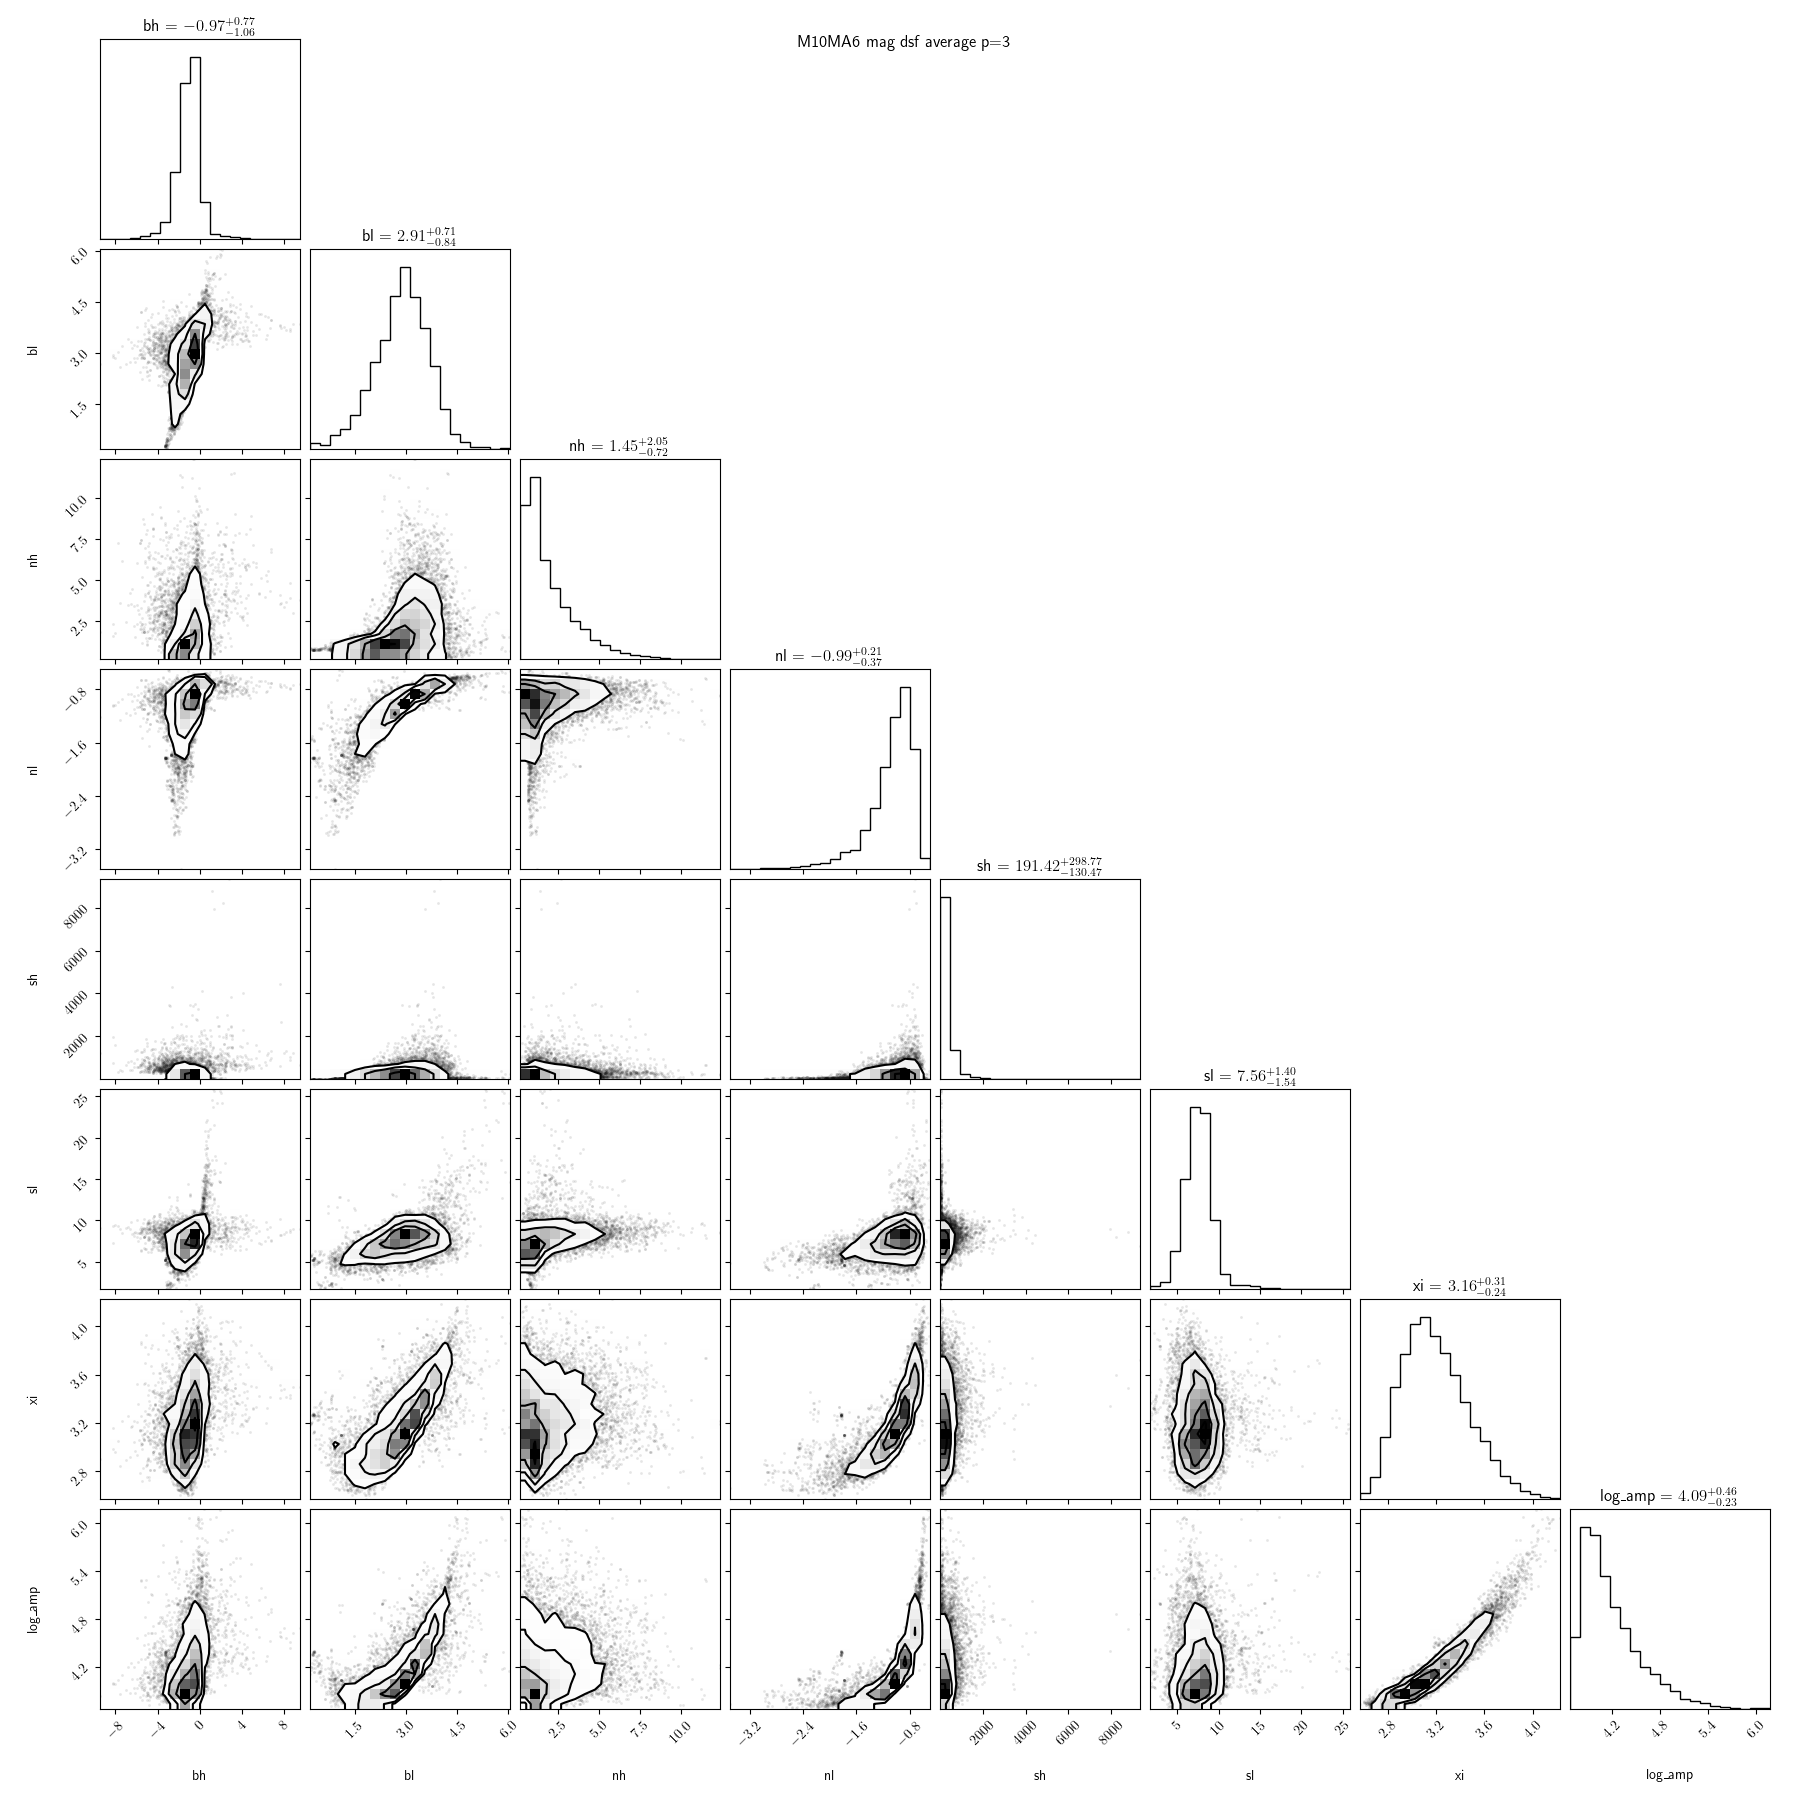 M10MA6 mag dsf average p=3
bh = −0.97 +0.77 −1.06
bl = 2.91 +0.71 −0.84
nh = 1.45 +2.05 −0.72
nl = −0.99 +0.21 −0.37
sh = 191.42 +298.77 −130.47
sl = 7.56 +1.40 −1.54
xi = 3.16 +0.31 −0.24
log_amp = 4.09 +0.46 −0.23
bl
6.0
4.5
3.0
1.5
nh
10.0
7.5
5.0
2.5
nl
−0.8
−1.6
−2.4
−3.2
sh
8000
6000
4000
2000
sl
25
20
15
10
5
xi
4.0
3.6
3.2
2.8
log_amp
6.0
5.4
4.8
4.2
−8 −4 0 4 8
1.5 3.0 4.5 6.0
2.5 5.0 7.5 10.0
−3.2 −2.4 −1.6 −0.8
2000 4000 6000 8000
5 10 15 20 25
2.8 3.2 3.6 4.0
4.2 4.8 5.4 6.0
bh bl nh nl sh sl xi log_amp